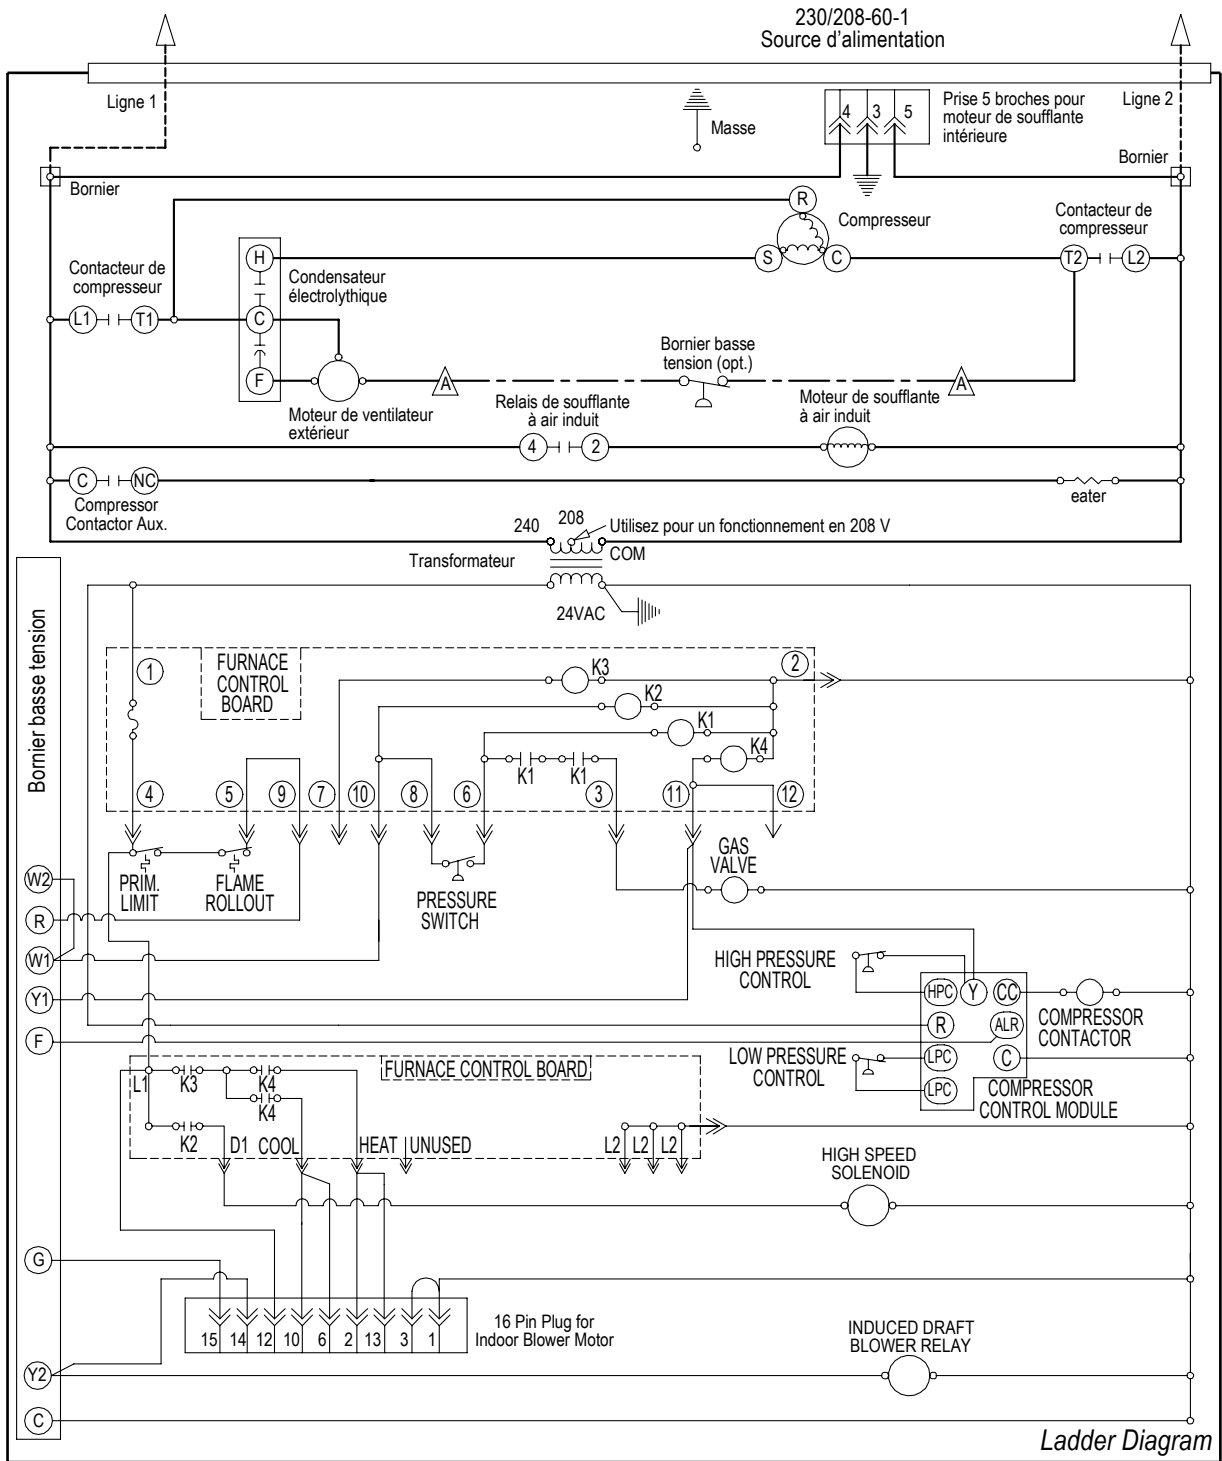 230/208-60-1
Source d'alimentation
Ligne 1
Masse
4 3 5
Prise 5 broches pour
moteur de soufflante
intérieure
Ligne 2
Bornier
Bornier
R
Compresseur
S
C
Contacteur de
compresseur
T2
L2
Contacteur de
compresseur
L1
T1
H
C
F
Condensateur
électrolythique
Moteur de ventilateur
extérieur
A
Bornier basse
tension (opt.)
A
Relais de soufflante
à air induit
4
2
Moteur de soufflante
à air induit
C
NC
Compressor
Contactor Aux.
eater
240
208
Utilisez pour un fonctionnement en 208 V
Transformateur
COM
24VAC
Bornier basse tension
1
FURNACE
CONTROL
BOARD
K3
2
K2
K1
K4
K1
K1
4
5
9
7
10
8
6
3
11
12
PRIM.
LIMIT
FLAME
ROLLOUT
PRESSURE
SWITCH
GAS
VALVE
W2
R
W1
Y1
F
HIGH PRESSURE
CONTROL
HPC
Y
CC
R
ALR
LPC
C
LPC
COMPRESSOR
CONTACTOR
LOW PRESSURE
CONTROL
COMPRESSOR
CONTROL MODULE
FURNACE CONTROL BOARD
L1
K3
K4
K4
K2
D1
COOL
HEAT
UNUSED
L2
L2
L2
HIGH SPEED
SOLENOID
G
15 14 12 10 6 2 13 3 1
16 Pin Plug for
Indoor Blower Motor
INDUCED DRAFT
BLOWER RELAY
Y2
C
Ladder Diagram